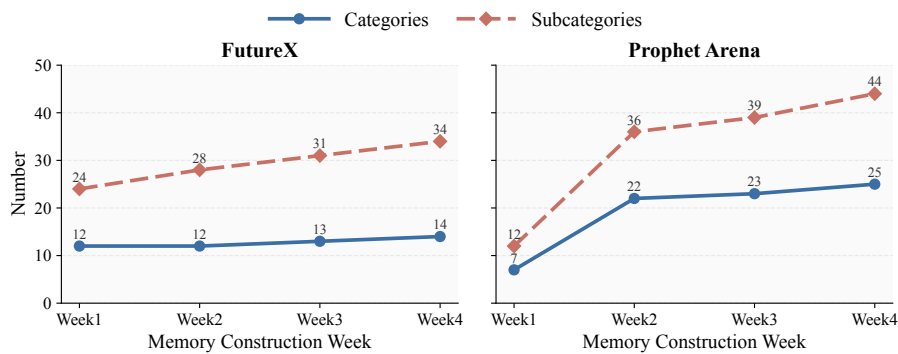 Categories Subcategories
FutureX
Number
50
40
30
20
10
0
24
28
31
34
12
12
13
14
Week1 Week2 Week3 Week4
Memory Construction Week
Prophet Arena
12
36
39
44
7
22
23
25
Week1 Week2 Week3 Week4
Memory Construction Week